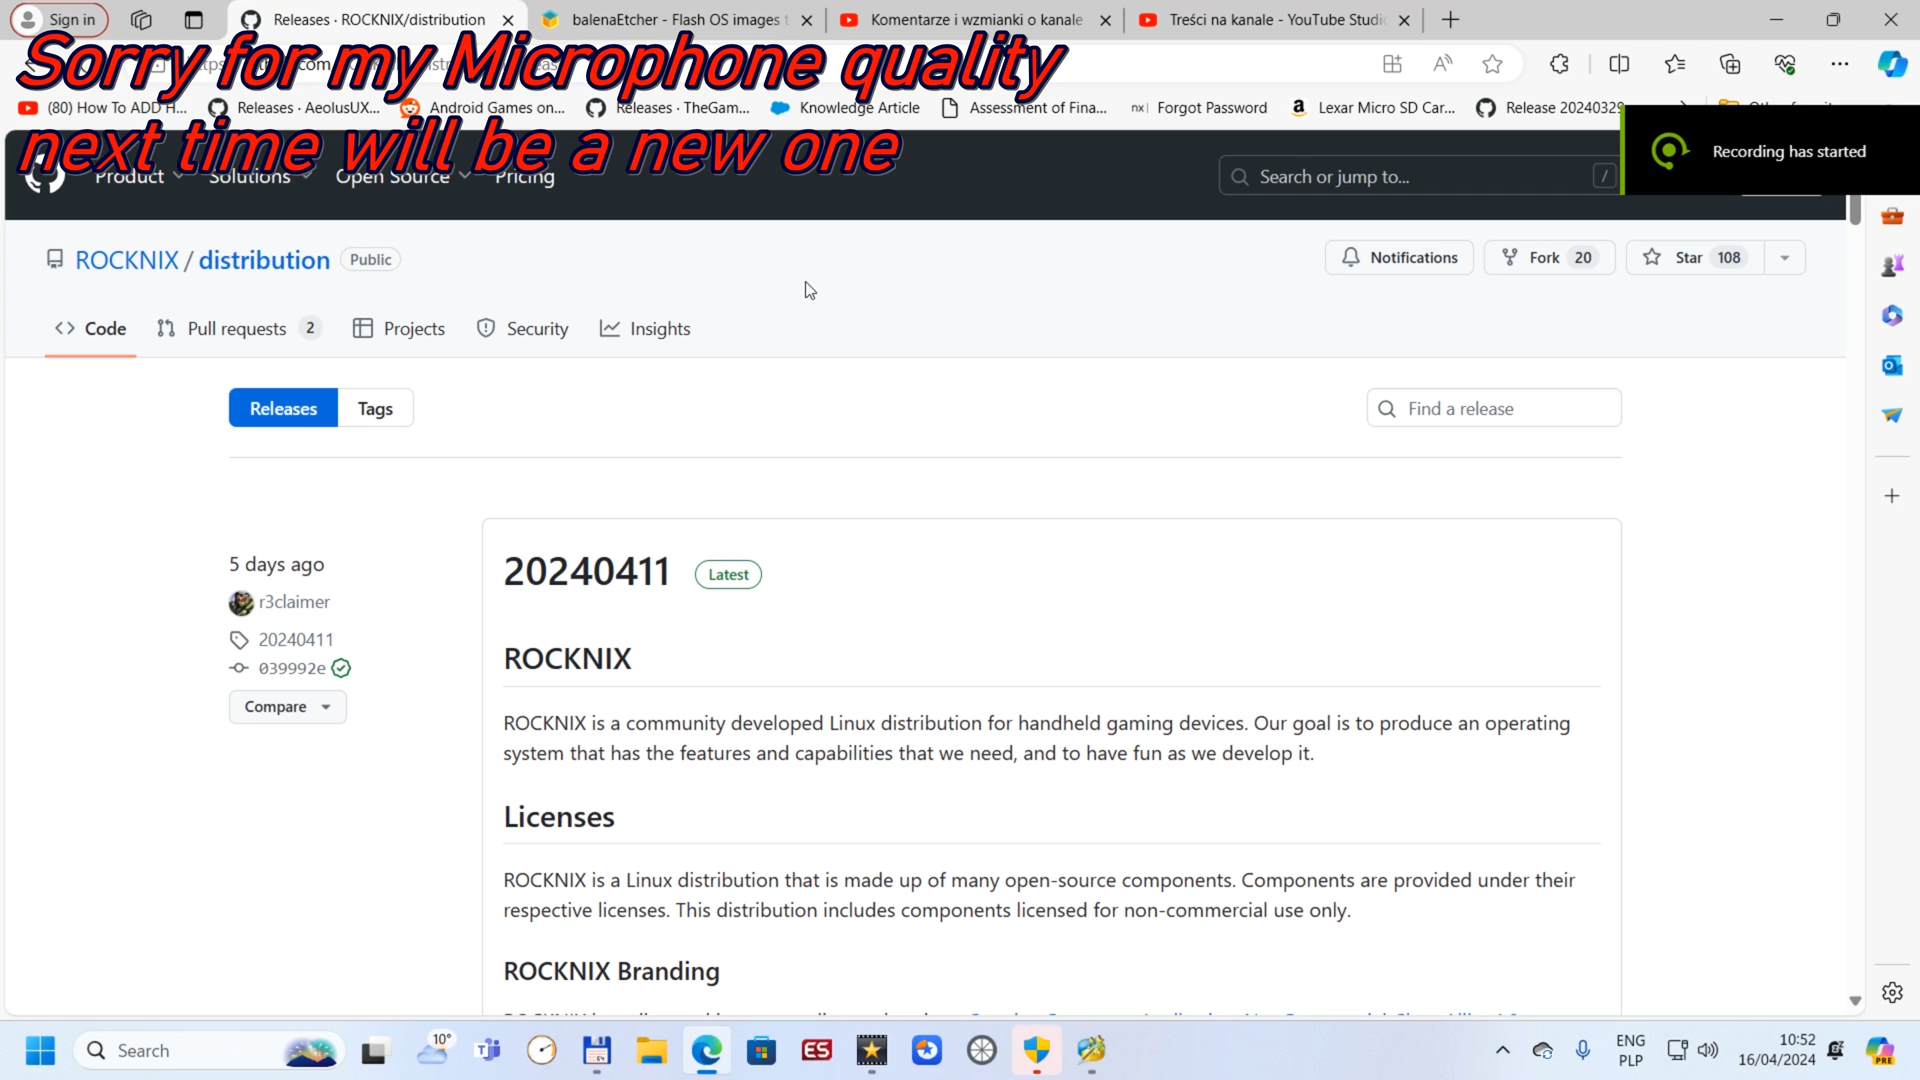 Sign in
Releases · ROCKNIX/distribution
balenaEtcher - Flash OS images t
Komentarze i wzmianki o kanale
Treści na kanale - YouTube Studi
Sorry for my Microphone quality
next time will be a new one
(80) How To ADD H...
Releases · AeolusUX...
Android Games on...
Releases · TheGam...
Knowledge Article
Assessment of Fina...
nx| Forgot Password
Lexar Micro SD Car...
Release 20240329
Recording has started
Product
Solutions
Open Source
Pricing
Search or jump to...
/
ROCKNIX / distribution
Public
Notifications
Fork 20
Star 108
Code
Pull requests 2
Projects
Security
Insights
Releases
Tags
Find a release
5 days ago
r3claimer
20240411
039992e
Compare
20240411
Latest
ROCKNIX
ROCKNIX is a community developed Linux distribution for handheld gaming devices. Our goal is to produce an operating
system that has the features and capabilities that we need, and to have fun as we develop it.
Licenses
ROCKNIX is a Linux distribution that is made up of many open-source components. Components are provided under their
respective licenses. This distribution includes components licensed for non-commercial use only.
ROCKNIX Branding
Search
10°
ES
ENG
PLP
10:52
16/04/2024
PRE